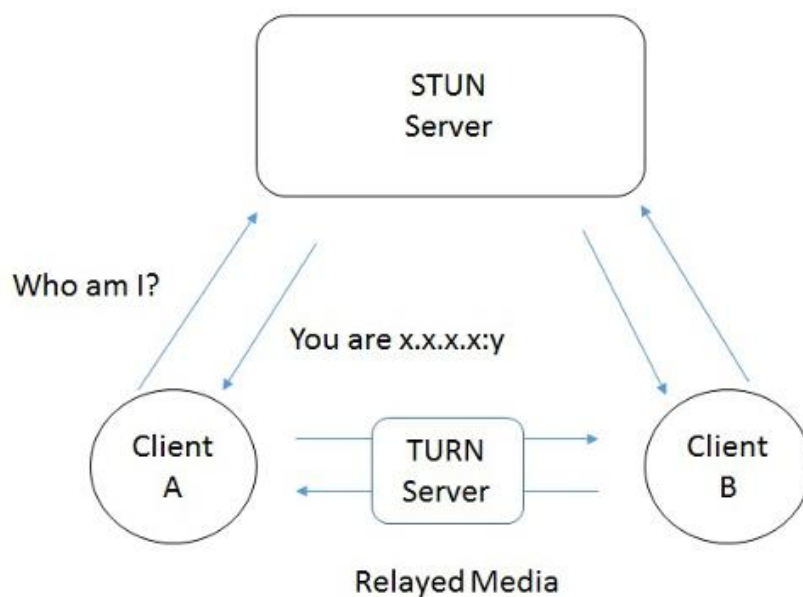 STUN
Server
Who am I?
You are x.x.x.x:y
Client
A
TURN
Server
Client
B
Relayed Media